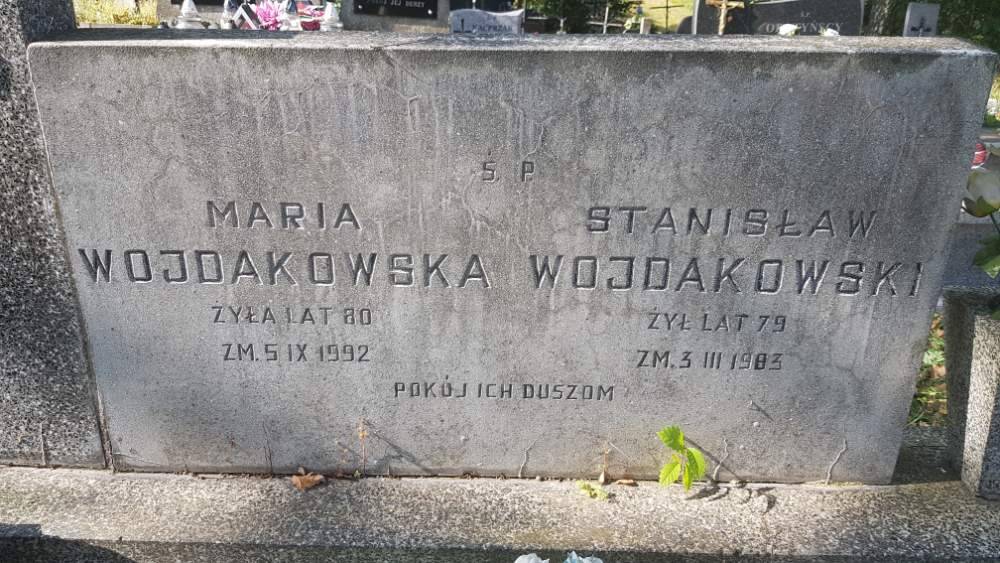 Ś P
MARIA
WOJDAKOWSKA
ŻYŁA LAT 80
ZM. 5 IX 1992
STANISŁAW
WOJDAKOWSKI
ŻYŁ LAT 79
ZM. 3 III 1983
POKÓJ ICH DUSZOM